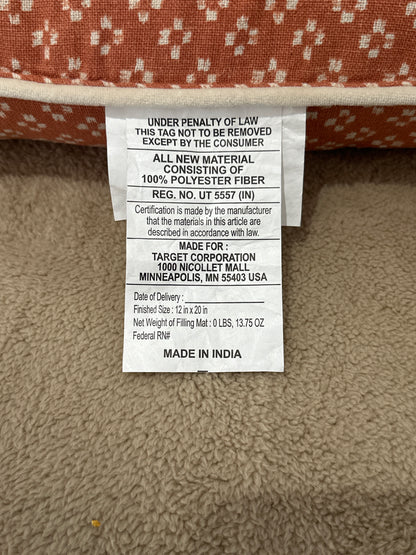 UNDER PENALTY OF LAW
THIS TAG NOT TO BE REMOVED
EXCEPT BY THE CONSUMER
ALL NEW MATERIAL
CONSISTING OF
100% POLYESTER FIBER
REG. NO. UT 5557 (IN)
Certification is made by the manufacturer
that the materials in this article are
described in accordance with law.
MADE FOR :
TARGET CORPORATION
1000 NICOLLET MALL
MINNEAPOLIS, MN 55403 USA
Date of Delivery :
Finished Size : 12 in x 20 in
Net Weight of Filling Mat : 0 LBS, 13.75 OZ
Federal RN#
MADE IN INDIA